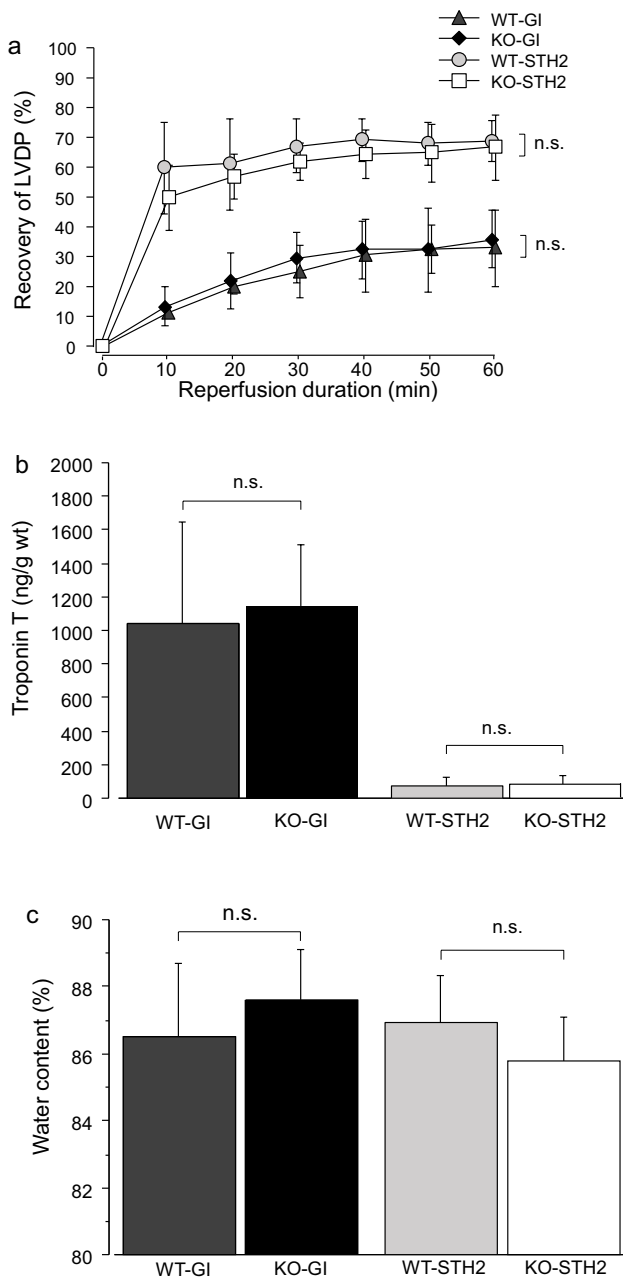 WT-GI
KO-GI
WT-STH2
KO-STH2
a
Recovery of LVDP (%)
100
90
80
70
60
50
40
30
20
10
0
n.s.
n.s.
0 10 20 30 40 50 60
Reperfusion duration (min)
b
Troponin T (ng/g wt)
2000
1800
1600
1400
1200
1000
800
600
400
200
0
n.s.
n.s.
WT-GI KO-GI WT-STH2 KO-STH2
c
Water content (%)
90
88
86
84
82
80
n.s.
n.s.
WT-GI KO-GI WT-STH2 KO-STH2